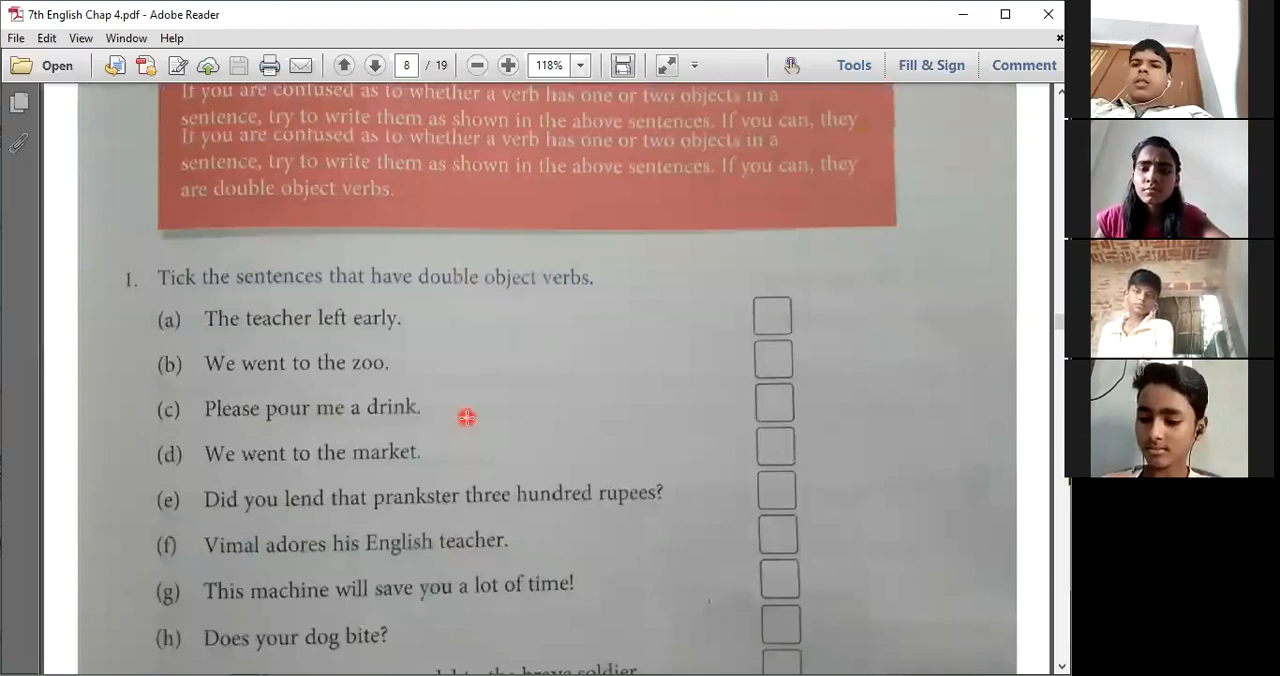 7th English Chap 4.pdf - Adobe Reader
File Edit View Window Help
Open 8 / 19 118% Tools Fill & Sign Comment
If you are confused as to whether a verb has one or two objects in a
sentence, try to write them as shown in the above sentences. If you can, they
If you are confused as to whether a verb has one or two objects in a
sentence, try to write them as shown in the above sentences. If you can, they
are double object verbs.
1. Tick the sentences that have double object verbs.
(a) The teacher left early.
(b) We went to the zoo.
(c) Please pour me a drink.
(d) We went to the market.
(e) Did you lend that prankster three hundred rupees?
(f) Vimal adores his English teacher.
(g) This machine will save you a lot of time!
(h) Does your dog bite?
the brave soldier